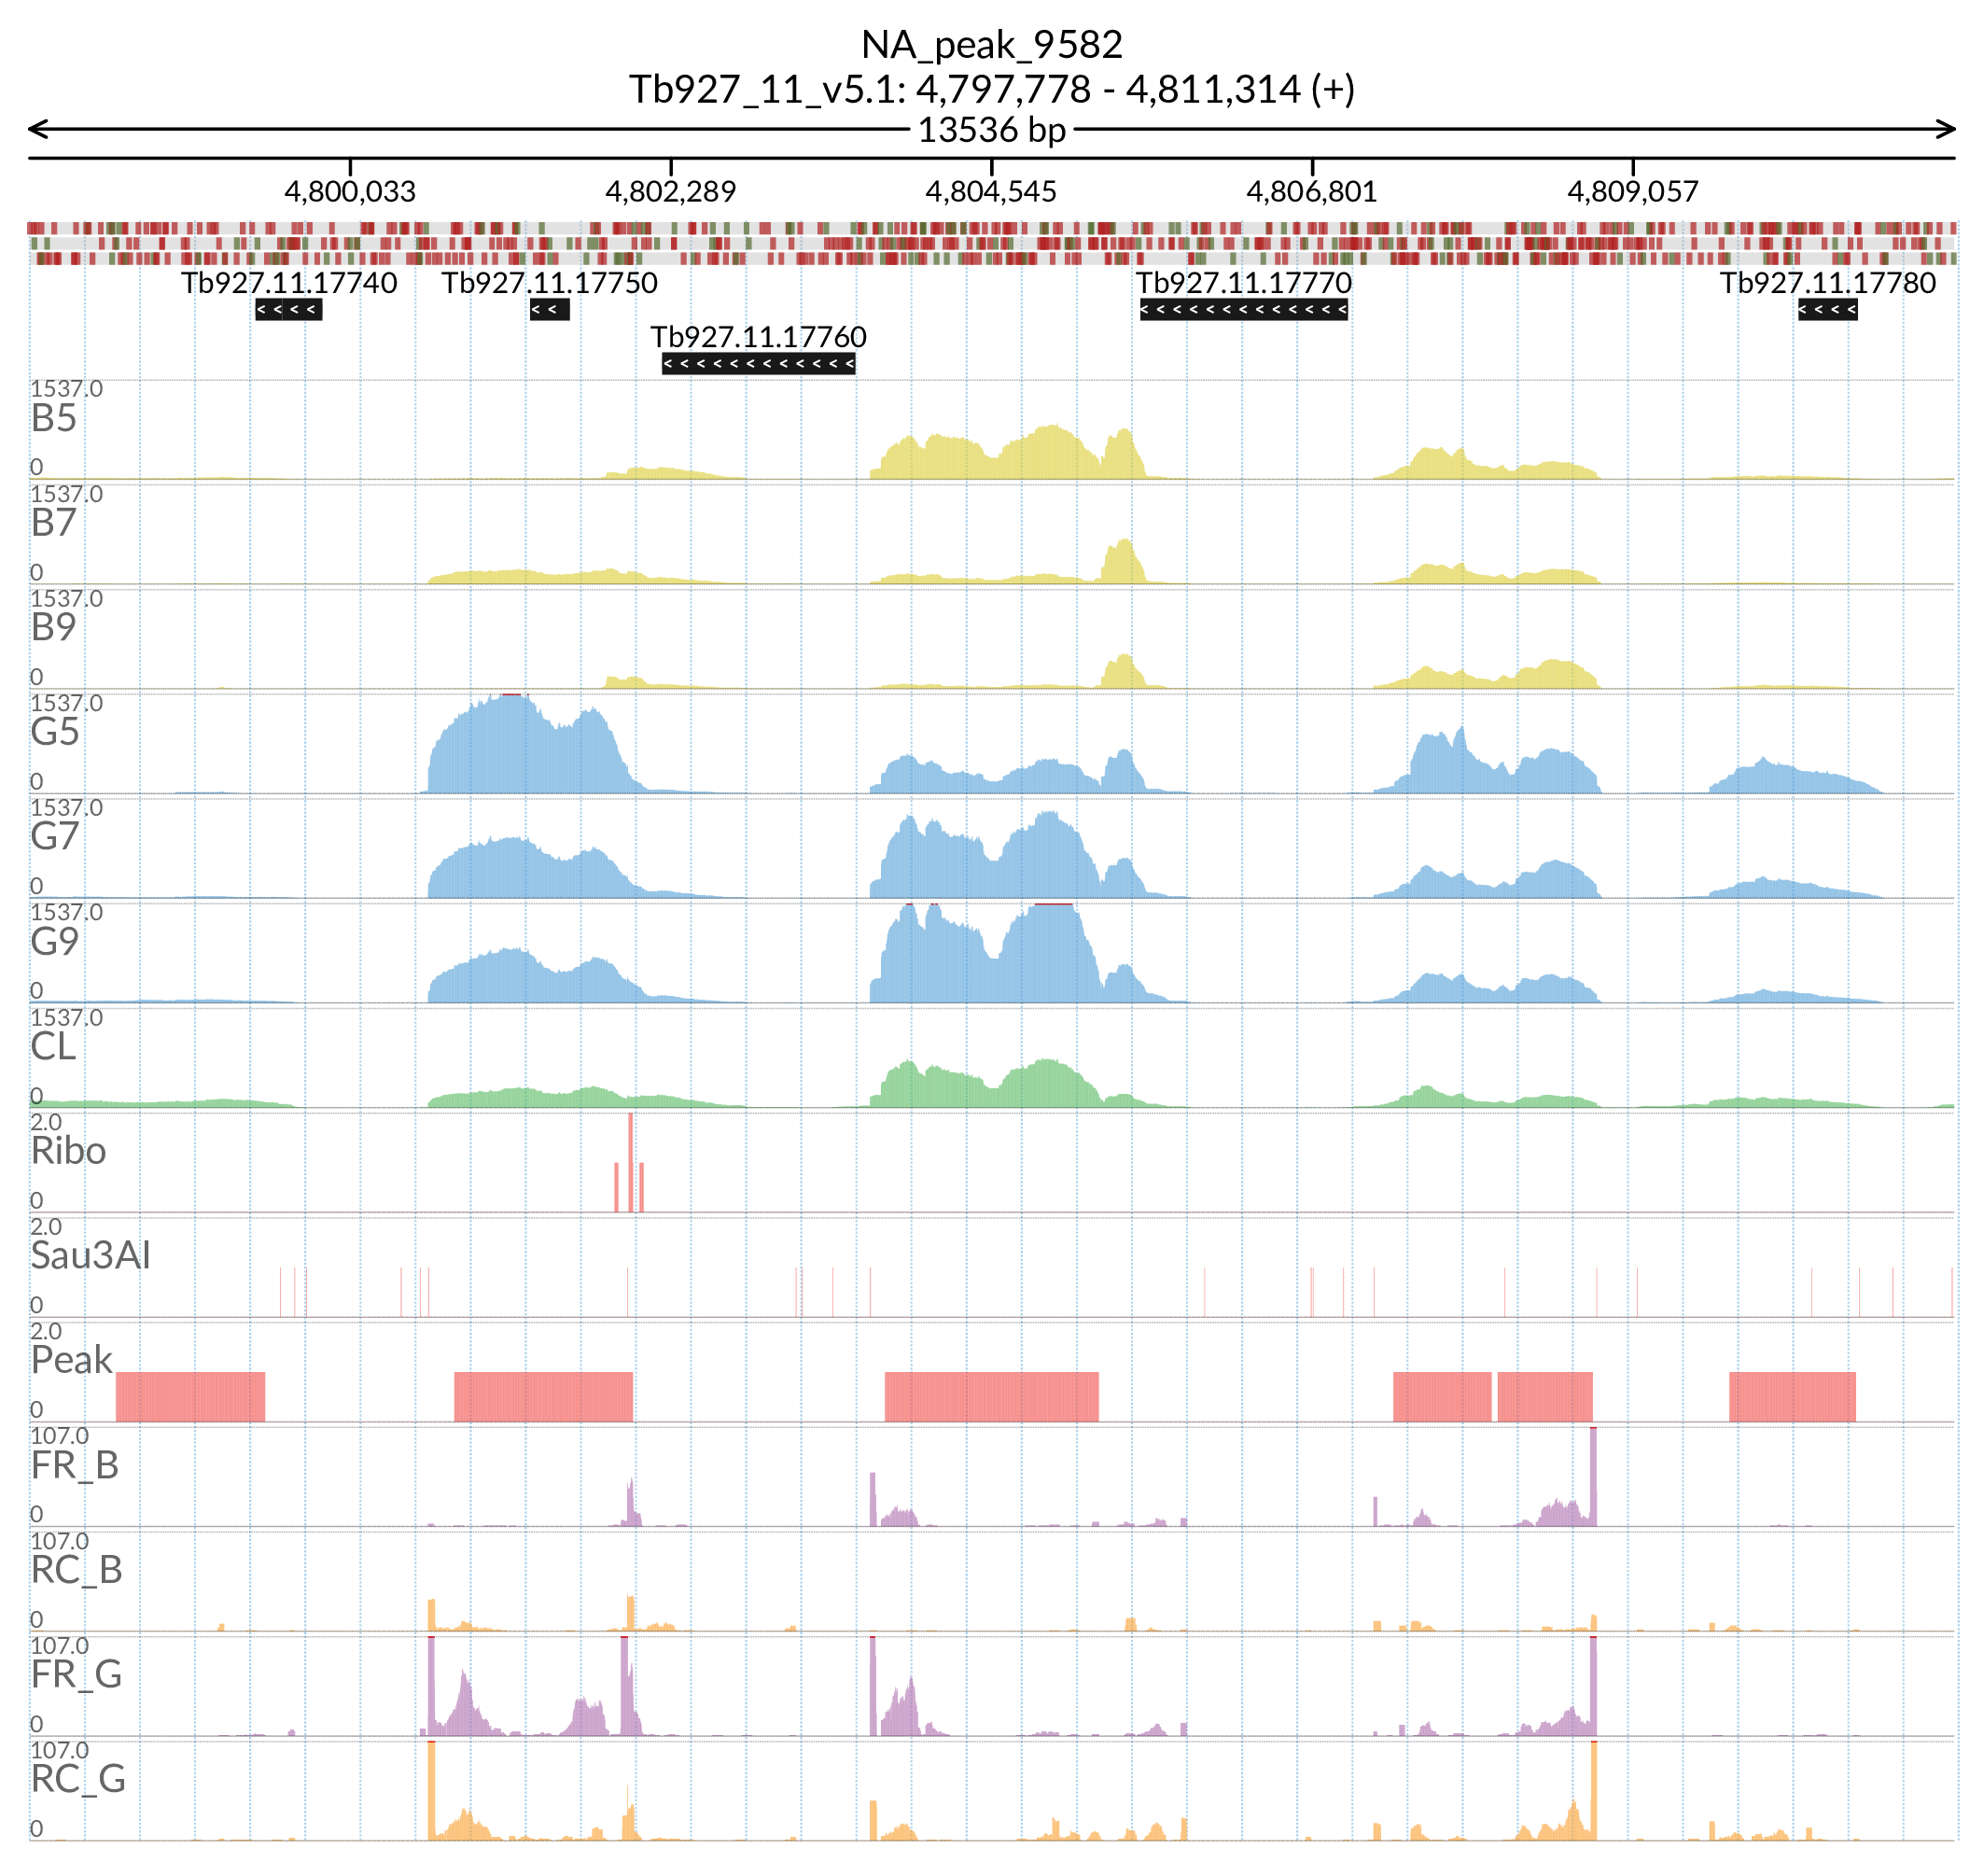 NA_peak_9582
Tb927_11_v5.1: 4,797,778 - 4,811,314 (+)
13536 bp
4,800,033 4,802,289 4,804,545 4,806,801 4,809,057
Tb927.11.17740 Tb927.11.17750 Tb927.11.17770 Tb927.11.17780
Tb927.11.17760
1537.0
B5
0
1537.0
B7
0
1537.0
B9
0
1537.0
G5
0
1537.0
G7
0
1537.0
G9
0
1537.0
CL
0
2.0
Ribo
0
2.0
Sau3AI
0
2.0
Peak
0
107.0
FR_B
0
107.0
RC_B
0
107.0
FR_G
0
107.0
RC_G
0